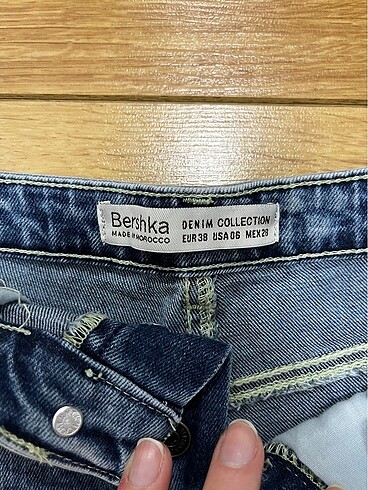 Bershka
MADE IN MOROCCO
DENIM COLLECTION
EUR38 USA06 MEX28